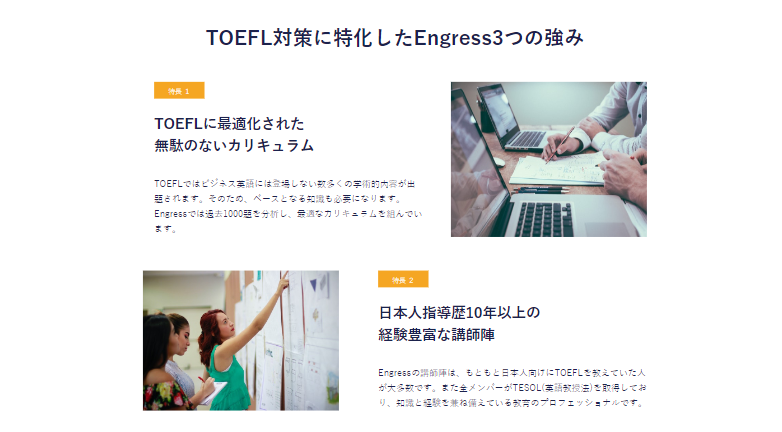 TOEFL対策に特化したEngress3つの強み
特長 1
TOEFLに最適化された
無駄のないカリキュラム
TOEFLではビジネス英語には登場しない数多くの学術的内容が出
題されます。そのため、ベースとなる知識も必要になります。
Engressでは過去1000題を分析し、最適なカリキュラムを組んでい
ます。
特長 2
日本人指導歴10年以上の
経験豊富な講師陣
Engressの講師陣は、もともと日本人向けにTOEFLを教えていた人
が大多数です。また全メンバーがTESOL(英語教授法)を取得してお
り、知識と経験を兼ね備えている教育のプロフェッショナルです。